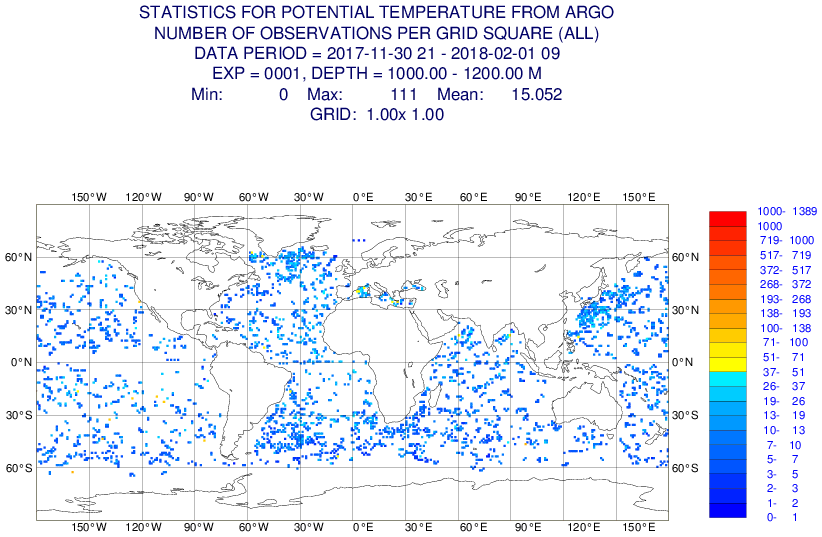 STATISTICS FOR POTENTIAL TEMPERATURE FROM ARGO
NUMBER OF OBSERVATIONS PER GRID SQUARE (ALL)
DATA PERIOD = 2017-11-30 21 - 2018-02-01 09
EXP = 0001, DEPTH = 1000.00 - 1200.00 M
Min: 0 Max: 111 Mean: 15.052
GRID: 1.00x 1.00
150°W 120°W 90°W 60°W 30°W 0°E 30°E 60°E 90°E 120°E 150°E
60°N
30°N
0°N
30°S
60°S
60°N
30°N
0°N
30°S
60°S
150°W 120°W 90°W 60°W 30°W 0°E 30°E 60°E 90°E 120°E 150°E
1000- 1389
1000
719- 1000
517- 719
372- 517
268- 372
193- 268
138- 193
100- 138
71- 100
51- 71
37- 51
26- 37
19- 26
13- 19
10- 13
7- 10
5- 7
3- 5
2- 3
1- 2
0- 1